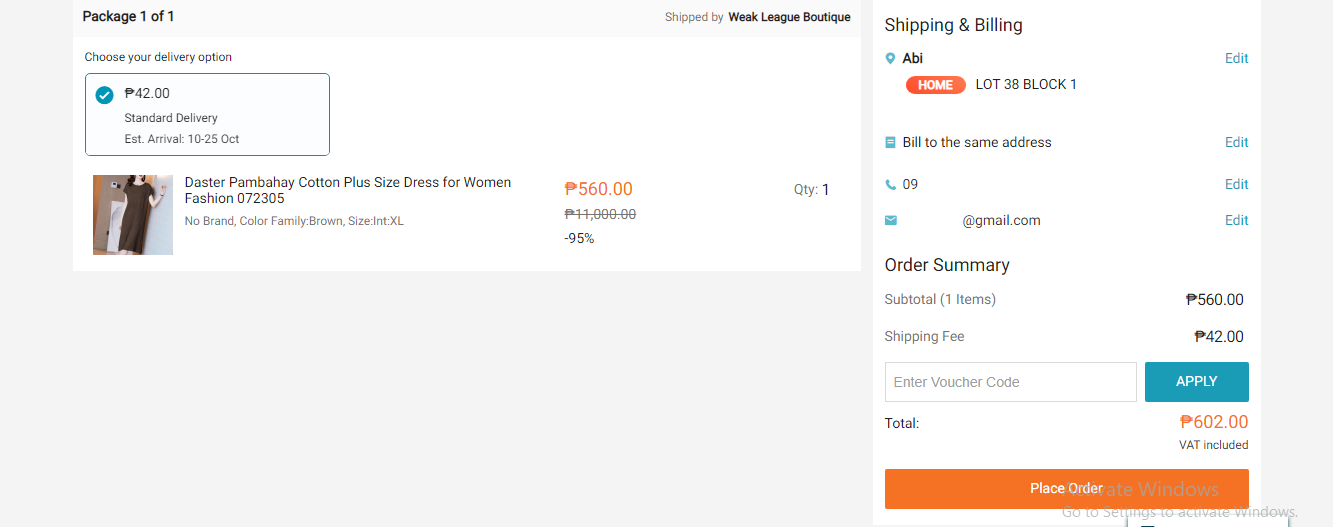 Package 1 of 1
Shipped by Weak League Boutique
Choose your delivery option
₱42.00
Standard Delivery
Est. Arrival: 10-25 Oct
Daster Pambahay Cotton Plus Size Dress for Women
Fashion 072305
No Brand, Color Family:Brown, Size:Int:XL
₱560.00
₱11,000.00
-95%
Qty: 1
Shipping & Billing
Abi
Edit
HOME LOT 38 BLOCK 1
Bill to the same address
Edit
09
Edit
@gmail.com
Edit
Order Summary
Subtotal (1 Items)
₱560.00
Shipping Fee
₱42.00
Enter Voucher Code
APPLY
Total:
₱602.00
VAT included
Place Order
Activate Windows
Go to Settings to activate Windows.